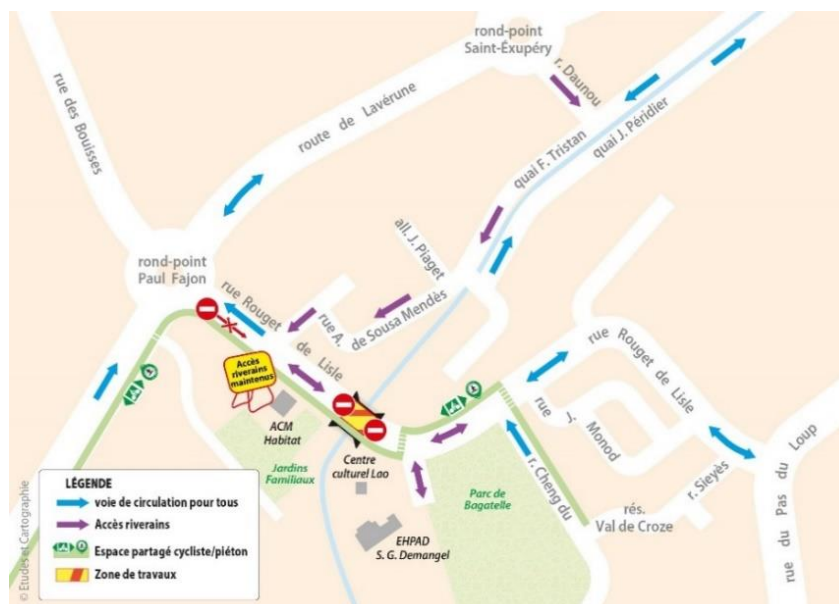 rond-point
Saint-Éxupéry
r. Daunou
rue des Bouisses
route de Lavérune
quai F. Tristan
quai J. Péridier
all. J. Piaget
rond-point
Paul Fajon
rue Rouget
de Lisle
rue A.
de Sousa Mendès
Accès
riverains
maintenus
ACM
Habitat
Jardins
Familiaux
Centre
culturel Lao
EHPAD
S. G. Demangel
Parc de
Bagatelle
r. Cheng du
rue Rouget de Lisle
rue J. Monod
r. Sieyès
rés.
Val de Croze
rue du Pas du Loup
LÉGENDE
voie de circulation pour tous
Accès riverains
Espace partagé cycliste/piéton
Zone de travaux
© Etudes et Cartographie